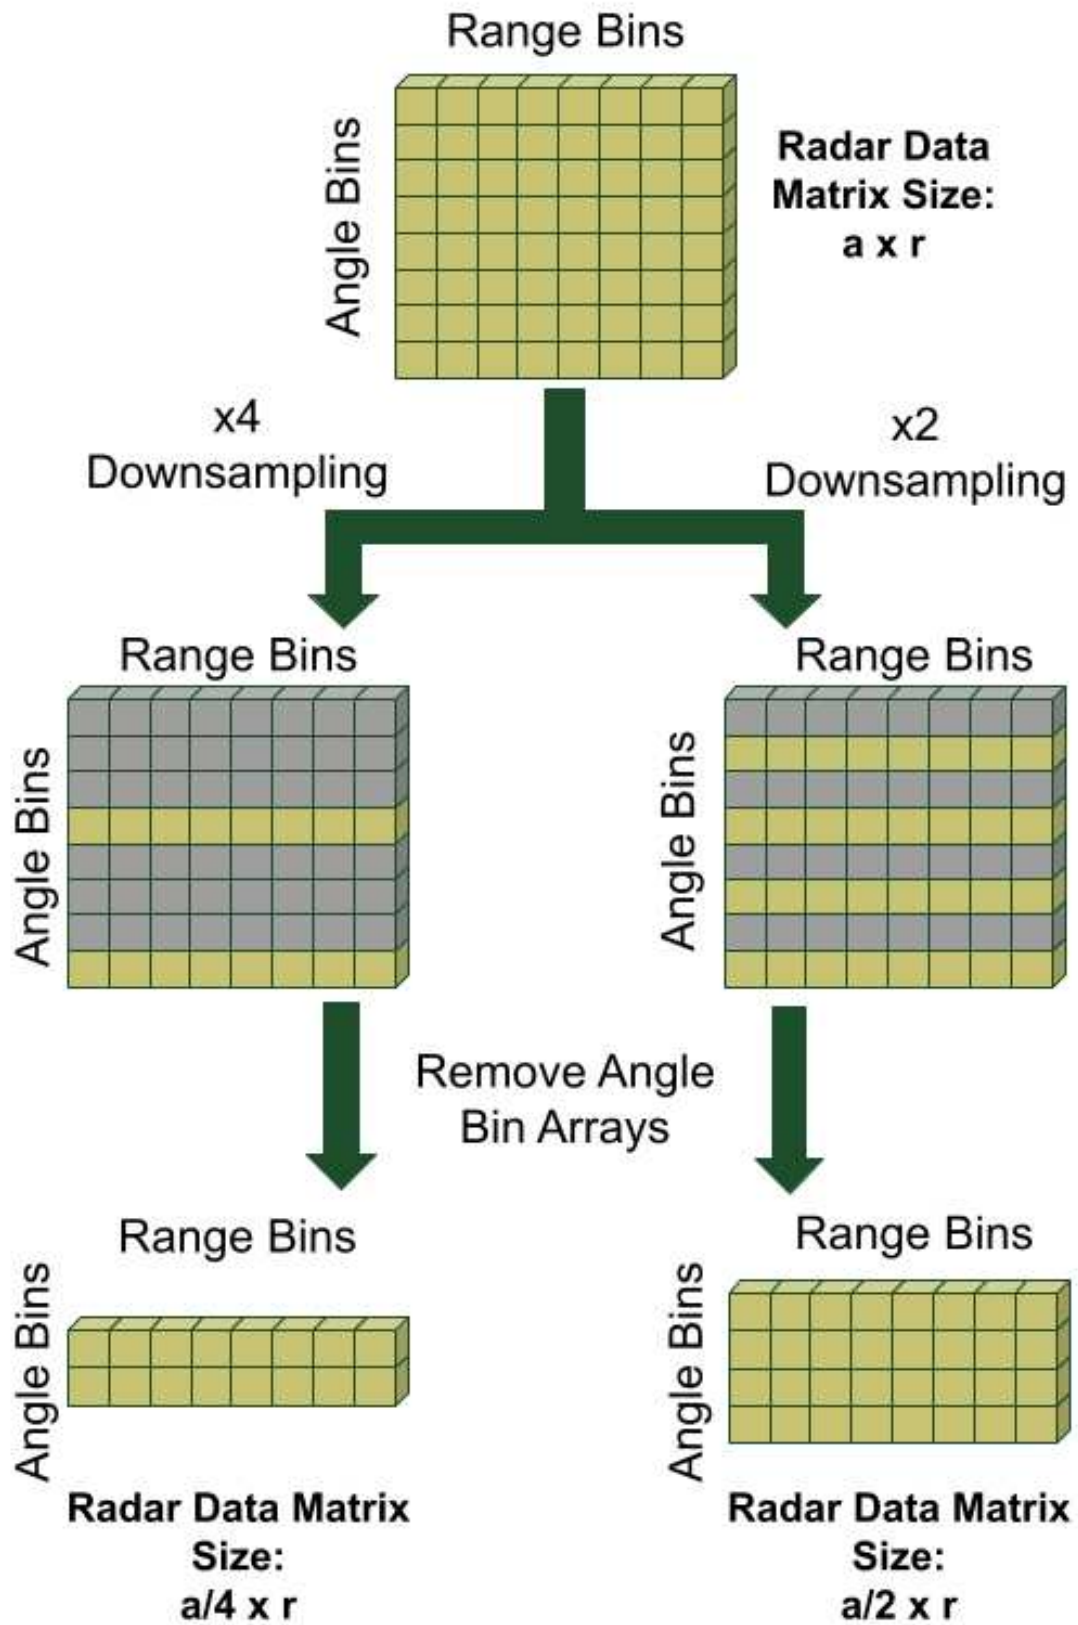 Range Bins
Angle Bins
Radar Data
Matrix Size:
a x r
x4
Downsampling
x2
Downsampling
Range Bins
Angle Bins
Range Bins
Angle Bins
Remove Angle
Bin Arrays
Range Bins
Angle Bins
Range Bins
Angle Bins
Radar Data Matrix
Size:
a/4 x r
Radar Data Matrix
Size:
a/2 x r